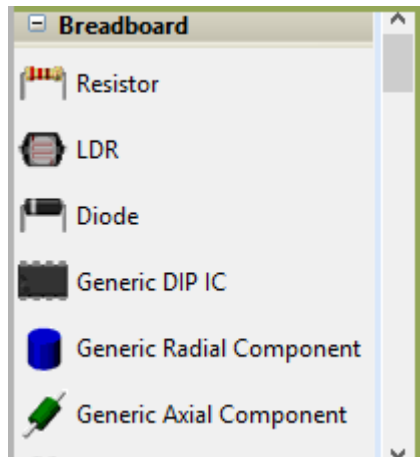 Breadboard
Resistor
LDR
Diode
Generic DIP IC
Generic Radial Component
Generic Axial Component